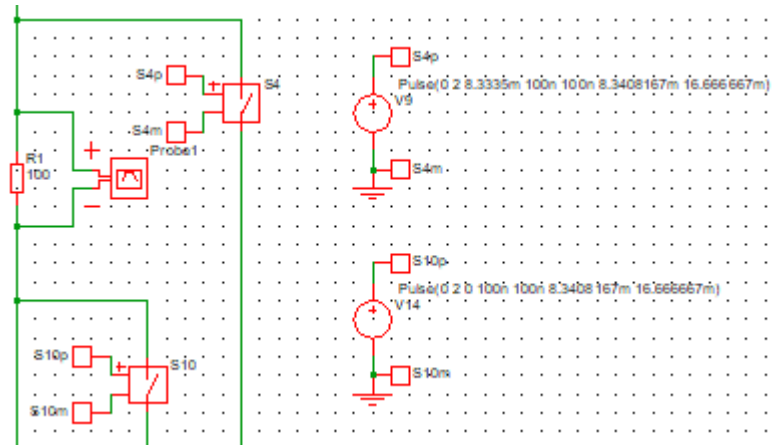 S4p
S4
S4m
Probe1
R1
100
S10p
S10
S10m
S4p
Pulse(0 2 8.3335m 100n 100n 8.3408167m 16.666667m)
V9
S4m
S10p
Pulse(0 2 0 100n 100n 8.3408167m 16.666667m)
V14
S10m